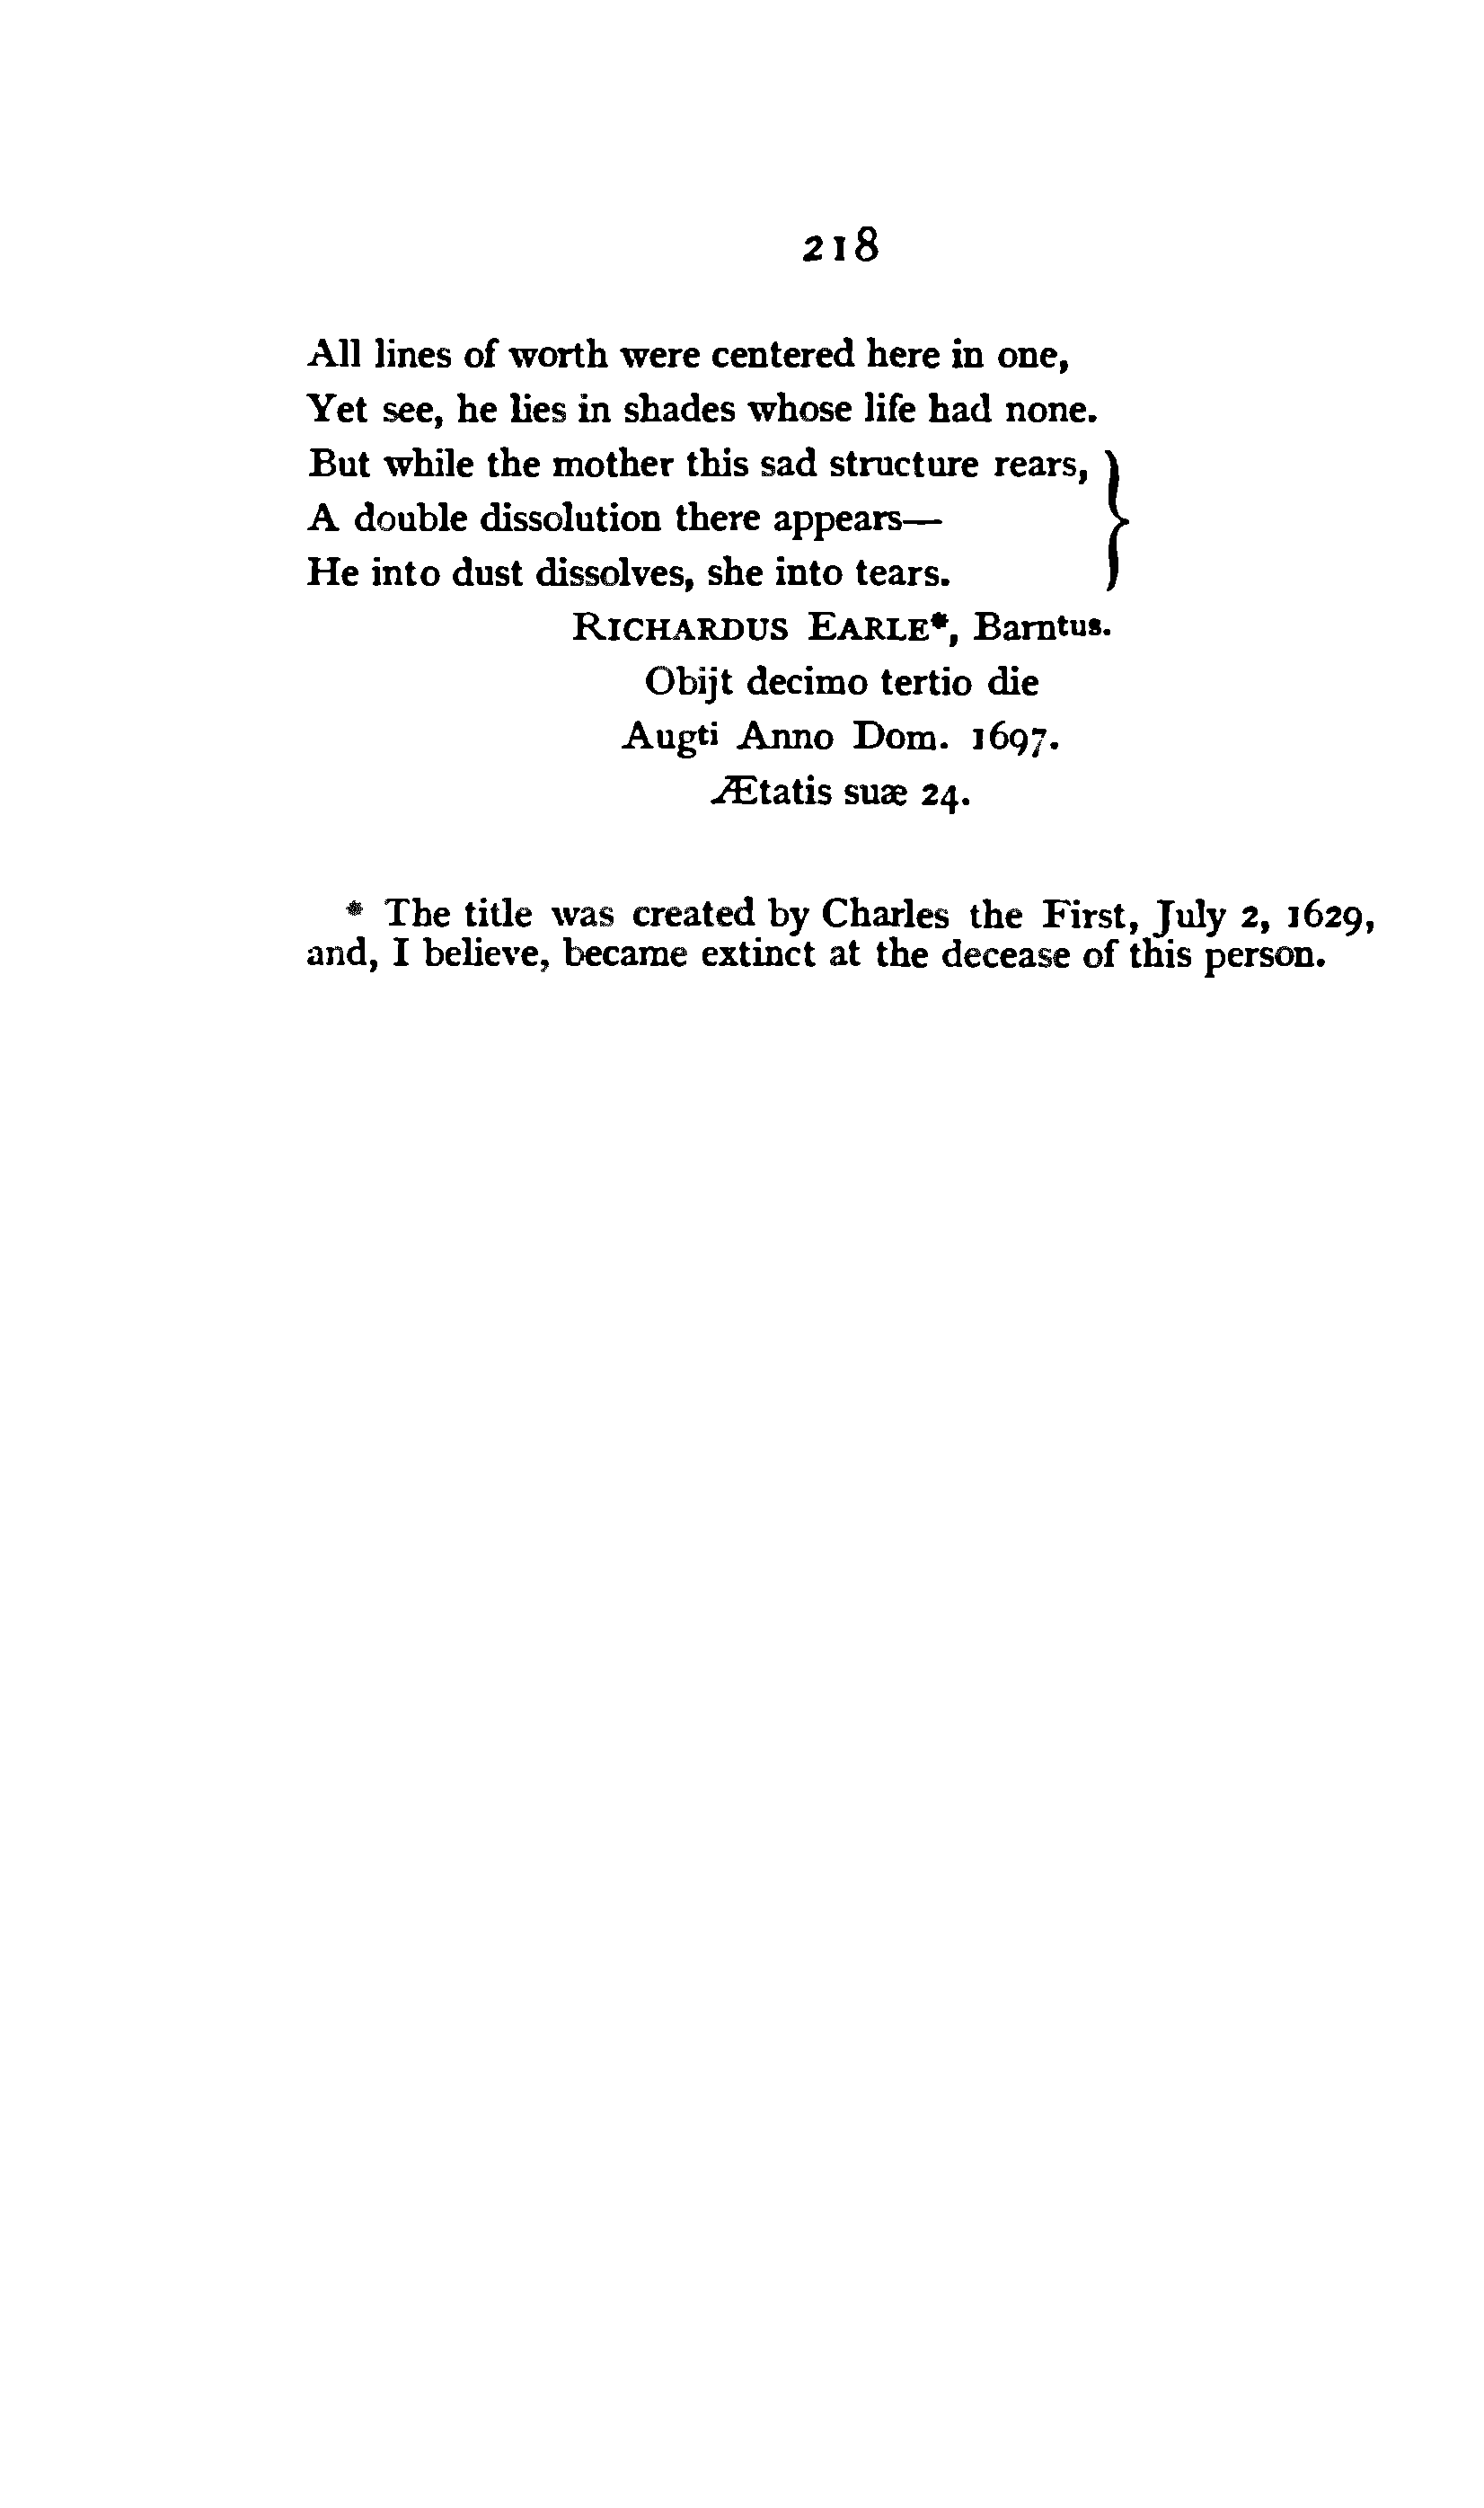 218
All lines of worth were centered here in one,
Yet see, he lies in shades whose life had none.
But while the mother this sad structure rears,
A double dissolution there appears—
He into dust dissolves, she into tears.
RICHARDUS EARLE*, Barntus.
Obijt decimo tertio die
Augti Anno Dom. 1697.
Ætatis suæ 24.
* The title was created by Charles the First, July 2, 1629,
and, I believe, became extinct at the decease of this person.